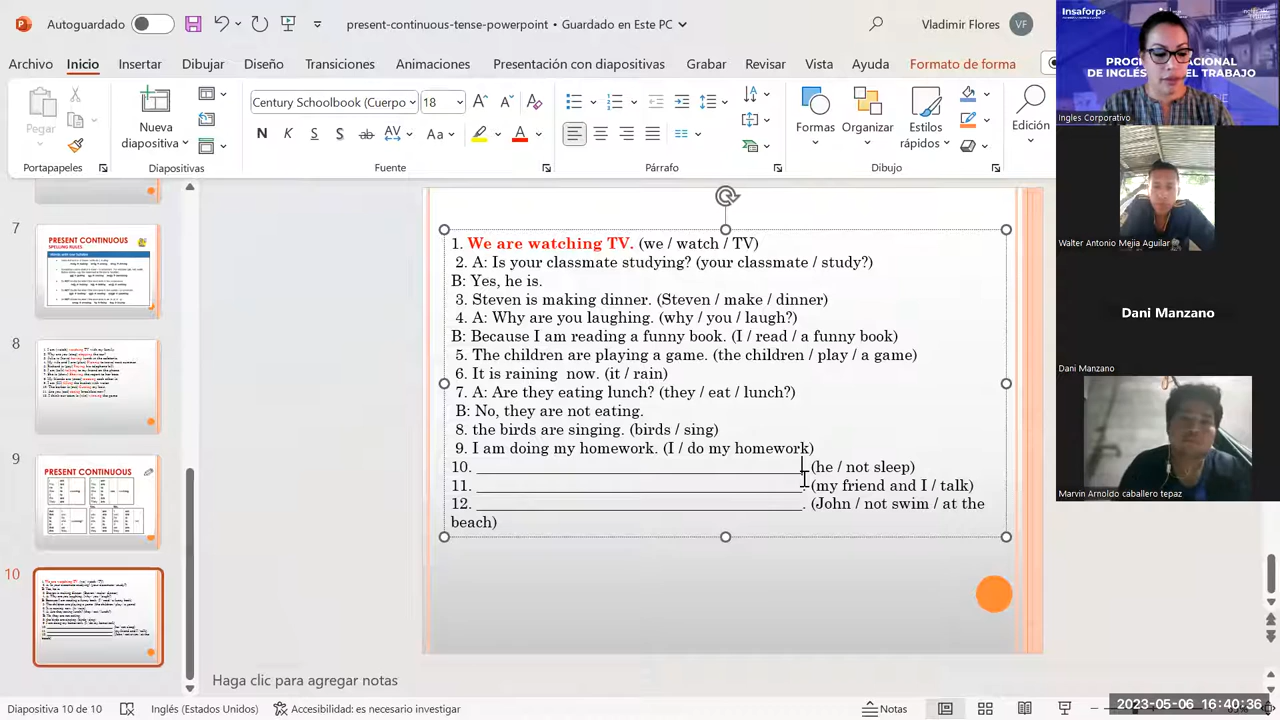 Autoguardado
present-continuous-tense-powerpoint • Guardado en Este PC
Vladimir Flores
VF
Archivo
Inicio
Insertar
Dibujar
Diseño
Transiciones
Animaciones
Presentación con diapositivas
Grabar
Revisar
Vista
Ayuda
Formato de forma
Pegar
Nueva
diapositiva
Century Schoolbook (Cuerpo
18
Formas
Organizar
Estilos
rápidos
Edición
Portapapeles
Diapositivas
Fuente
Párrafo
Dibujo
7
PRESENT CONTINUOUS
SPELLING RULES
8
9
PRESENT CONTINUOUS
10
1. We are watching TV. (we / watch / TV)
2. A: Is your classmate studying? (your classmate / study?)
B: Yes, he is.
3. Steven is making dinner. (Steven / make / dinner)
4. A: Why are you laughing. (why / you / laugh?)
B: Because I am reading a funny book. (I / read / a funny book)
5. The children are playing a game. (the children / play / a game)
6. It is raining now. (it / rain)
7. A: Are they eating lunch? (they / eat / lunch?)
B: No, they are not eating.
8. the birds are singing. (birds / sing)
9. I am doing my homework. (I / do my homework)
10. ______________________________. (he / not sleep)
11. ______________________________. (my friend and I / talk)
12. ______________________________. (John / not swim / at the
beach)
Haga clic para agregar notas
Diapositiva 10 de 10
Inglés (Estados Unidos)
Accesibilidad: es necesario investigar
Notas
2023-05-06 16:40:36
Insaforp
DE INGLÉS
EL TRABAJO
Ingles Corporativo
Walter Antonio Mejia Aguilar
Dani Manzano
Dani Manzano
Marvin Arnoldo caballero tepaz